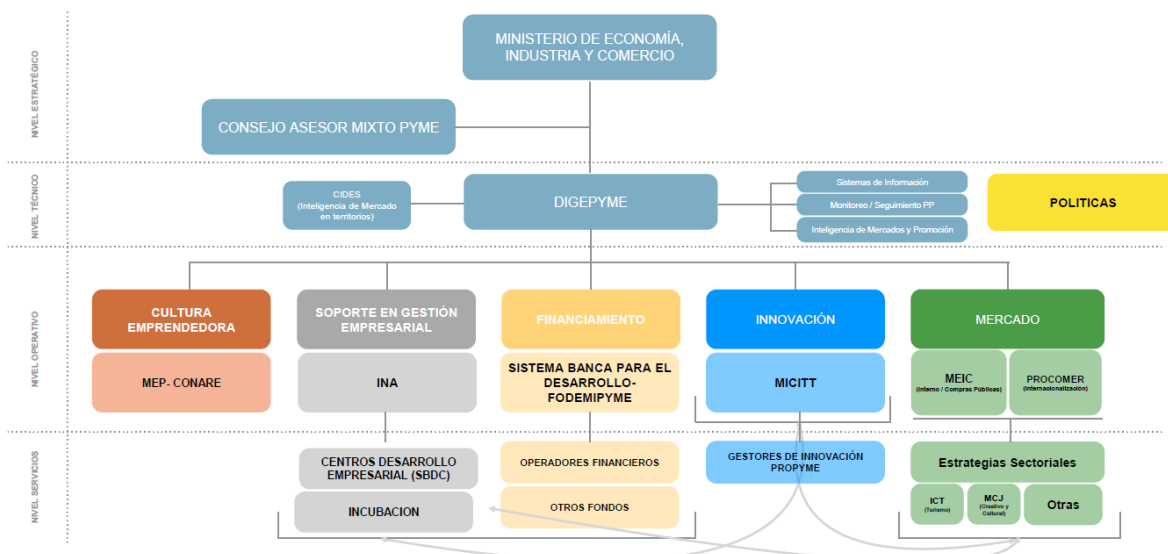 NIVEL ESTRATÉGICO
MINISTERIO DE ECONOMÍA,
INDUSTRIA Y COMERCIO
CONSEJO ASESOR MIXTO PYME
NIVEL TÉCNICO
CIDES
(Inteligencia de Mercado
en territorios)
DIGEPYME
Sistemas de Información
Monitoreo / Seguimiento PP
Inteligencia de Mercados y Promoción
POLITICAS
NIVEL OPERATIVO
CULTURA
EMPRENDEDORA
MEP- CONARE
SOPORTE EN GESTIÓN
EMPRESARIAL
INA
FINANCIAMIENTO
SISTEMA BANCA PARA EL
DESARROLLO-
FODEMIPYME
INNOVACIÓN
MICITT
MERCADO
MEIC
(Interno / Compras Públicas)
PROCOMER
(Internacionalización)
NIVEL SERVICIOS
CENTROS DESARROLLO
EMPRESARIAL (SBDC)
INCUBACION
OPERADORES FINANCIEROS
OTROS FONDOS
GESTORES DE INNOVACIÓN
PROPYME
Estrategias Sectoriales
ICT
(Turismo)
MCJ
(Creativo y
Cultural)
Otras